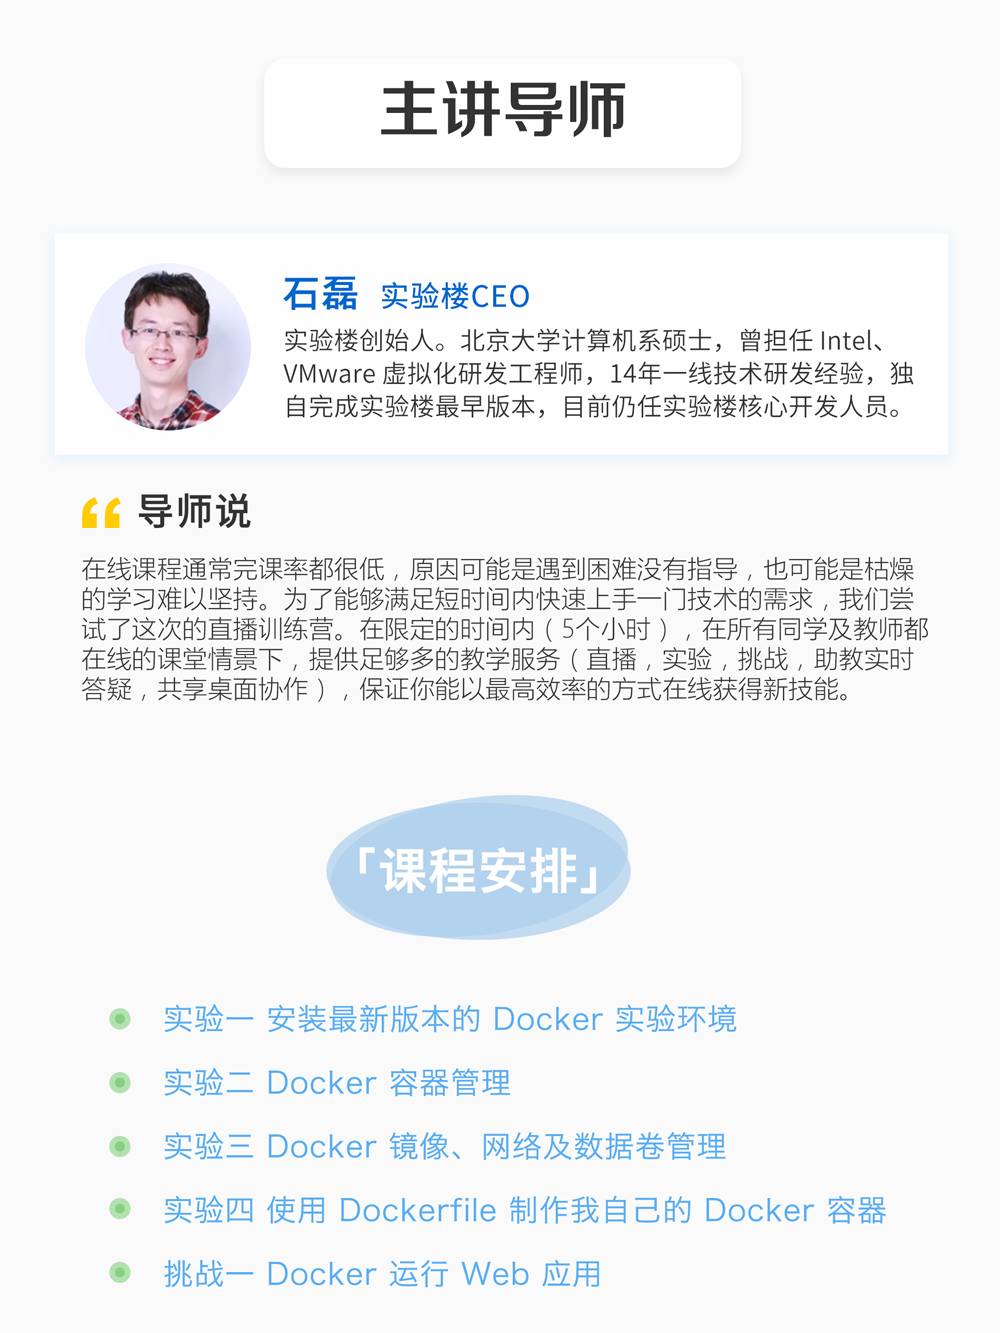 主讲导师
石磊 实验楼CEO
实验楼创始人。北京大学计算机系硕士，曾担任 Intel、
VMware 虚拟化研发工程师，14年一线技术研发经验，独
自完成实验楼最早版本，目前仍任实验楼核心开发人员。
导师说
在线课程通常完课率都很低，原因可能是遇到困难没有指导，也可能是枯燥
的学习难以坚持。为了能够满足短时间内快速上手一门技术的需求，我们尝
试了这次的直播训练营。在限定的时间内（5个小时），在所有同学及教师都
在线的课堂情景下，提供足够多的教学服务（直播，实验，挑战，助教实时
答疑，共享桌面协作），保证你能以最高效率的方式在线获得新技能。
「课程安排」
实验一 安装最新版本的 Docker 实验环境
实验二 Docker 容器管理
实验三 Docker 镜像、网络及数据卷管理
实验四 使用 Dockerfile 制作我自己的 Docker 容器
挑战一 Docker 运行 Web 应用